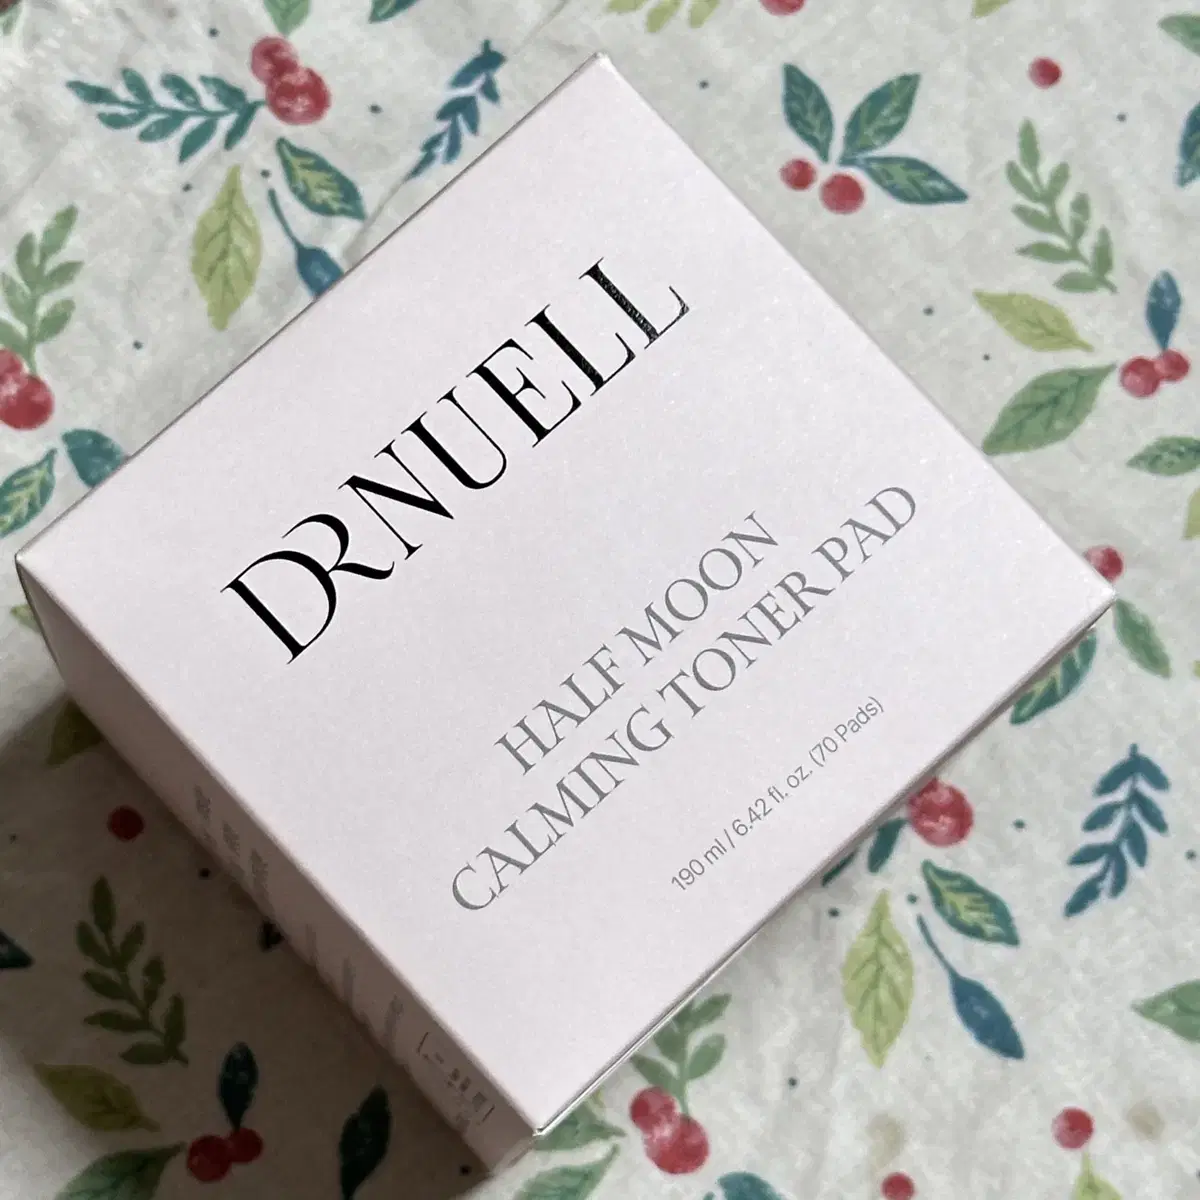 DRNUELL
HALF MOON
CALMING TONER PAD
190 ml / 6.42 fl. oz. (70 Pads)